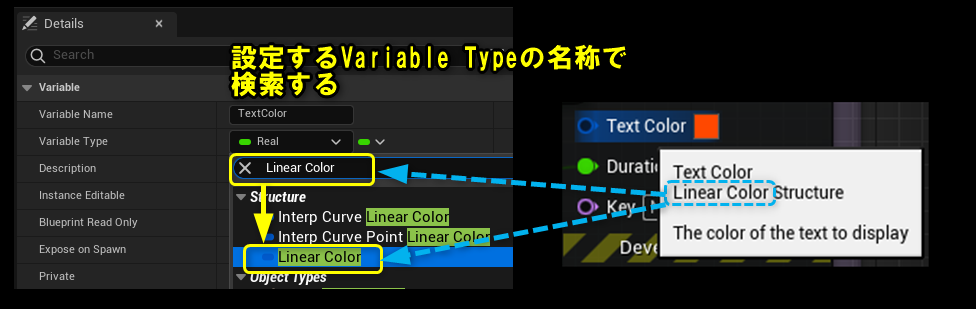 Details
Search
設定するVariable Typeの名称で
検索する
Variable
Variable Name
TextColor
Variable Type
Real
Description
Linear Color
Instance Editable
Structure
Blueprint Read Only
Interp Curve Linear Color
Expose on Spawn
Interp Curve Point Linear Color
Linear Color
Private
Object Types
Text Color
Text Color
Linear Color Structure
The color of the text to display
Key